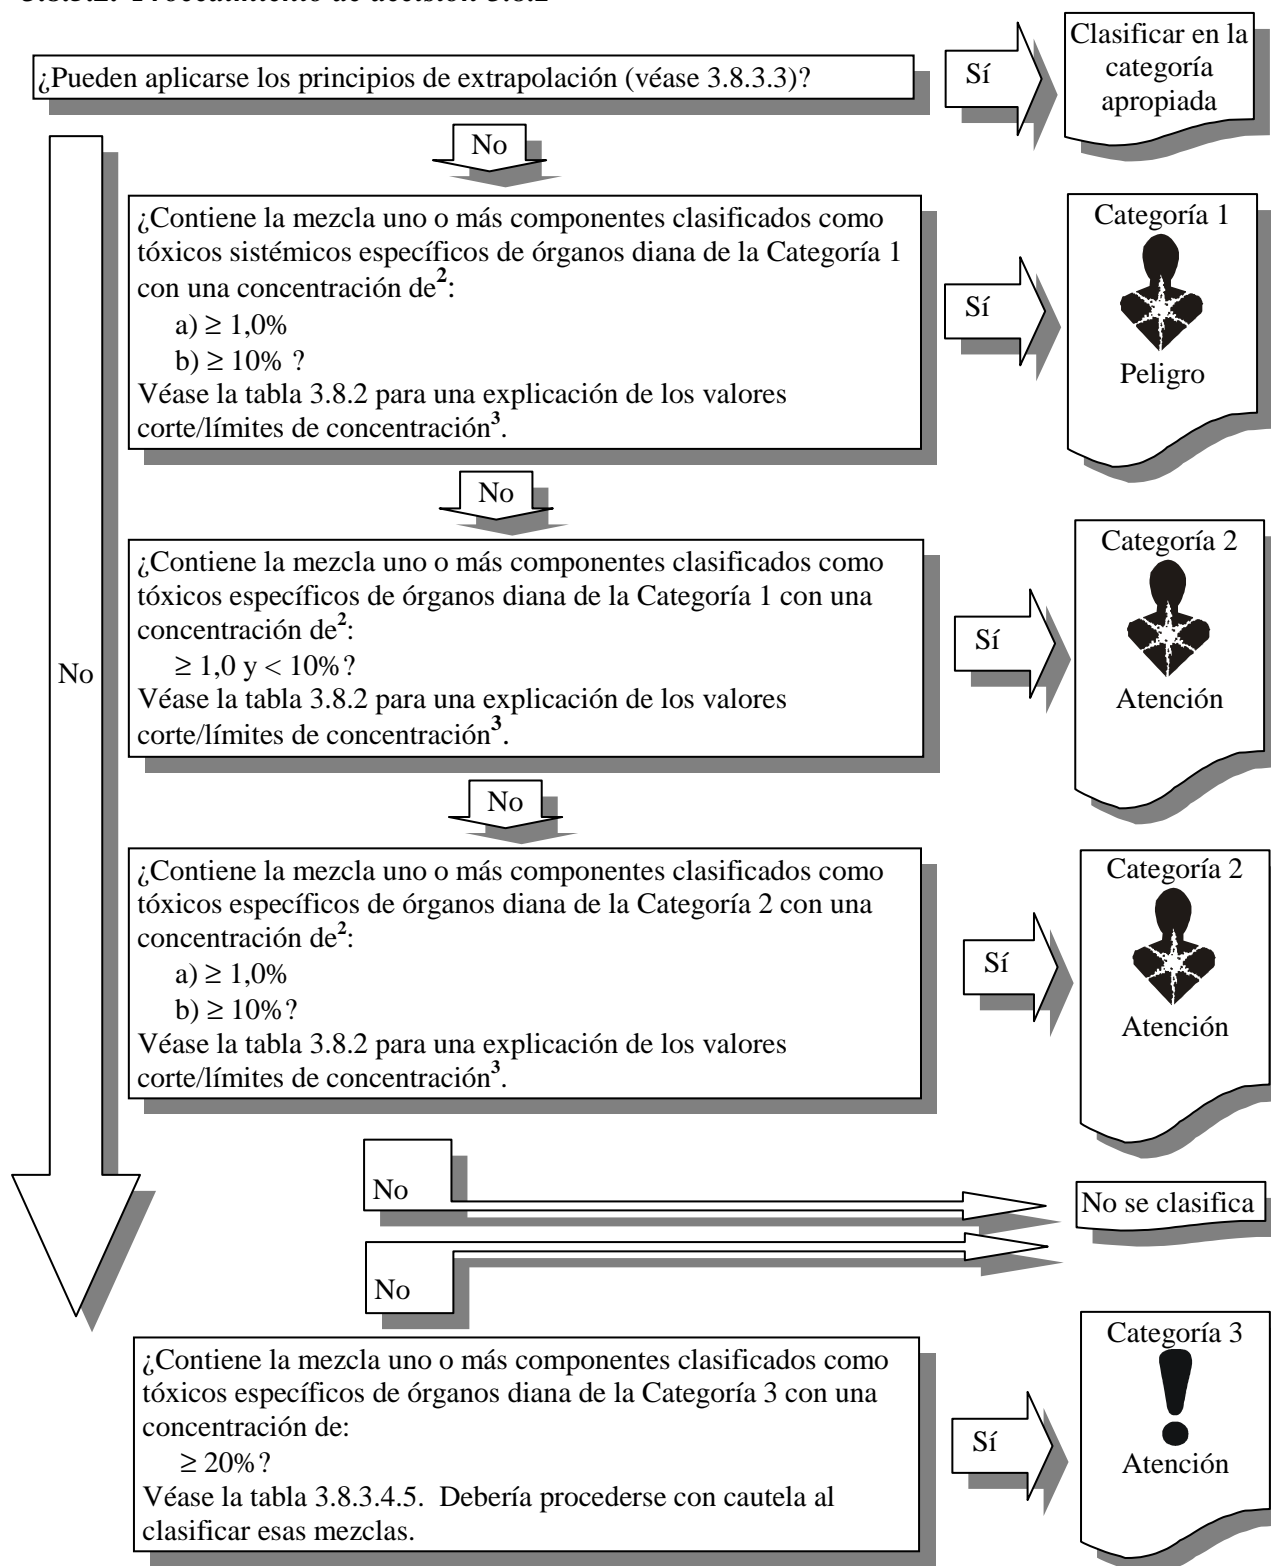 3.8.5.2. Procedimiento de decisión 3.8.2
¿Pueden aplicarse los principios de extrapolación (véase 3.8.3.3)?
Sí
Clasificar en la
categoría
apropiada
No
¿Contiene la mezcla uno o más componentes clasificados como
tóxicos sistémicos específicos de órganos diana de la Categoría 1
con una concentración de²:
a) ≥ 1,0%
b) ≥ 10% ?
Véase la tabla 3.8.2 para una explicación de los valores
corte/límites de concentración³.
Sí
Categoría 1
Peligro
No
¿Contiene la mezcla uno o más componentes clasificados como
tóxicos específicos de órganos diana de la Categoría 1 con una
concentración de²:
≥ 1,0 y < 10%?
Véase la tabla 3.8.2 para una explicación de los valores
corte/límites de concentración³.
Sí
Categoría 2
Atención
No
No
¿Contiene la mezcla uno o más componentes clasificados como
tóxicos específicos de órganos diana de la Categoría 2 con una
concentración de²:
a) ≥ 1,0%
b) ≥ 10%?
Véase la tabla 3.8.2 para una explicación de los valores
corte/límites de concentración³.
Sí
Categoría 2
Atención
No
No se clasifica
No
¿Contiene la mezcla uno o más componentes clasificados como
tóxicos específicos de órganos diana de la Categoría 3 con una
concentración de:
≥ 20%?
Véase la tabla 3.8.3.4.5. Debería procederse con cautela al
clasificar esas mezclas.
Sí
Categoría 3
Atención